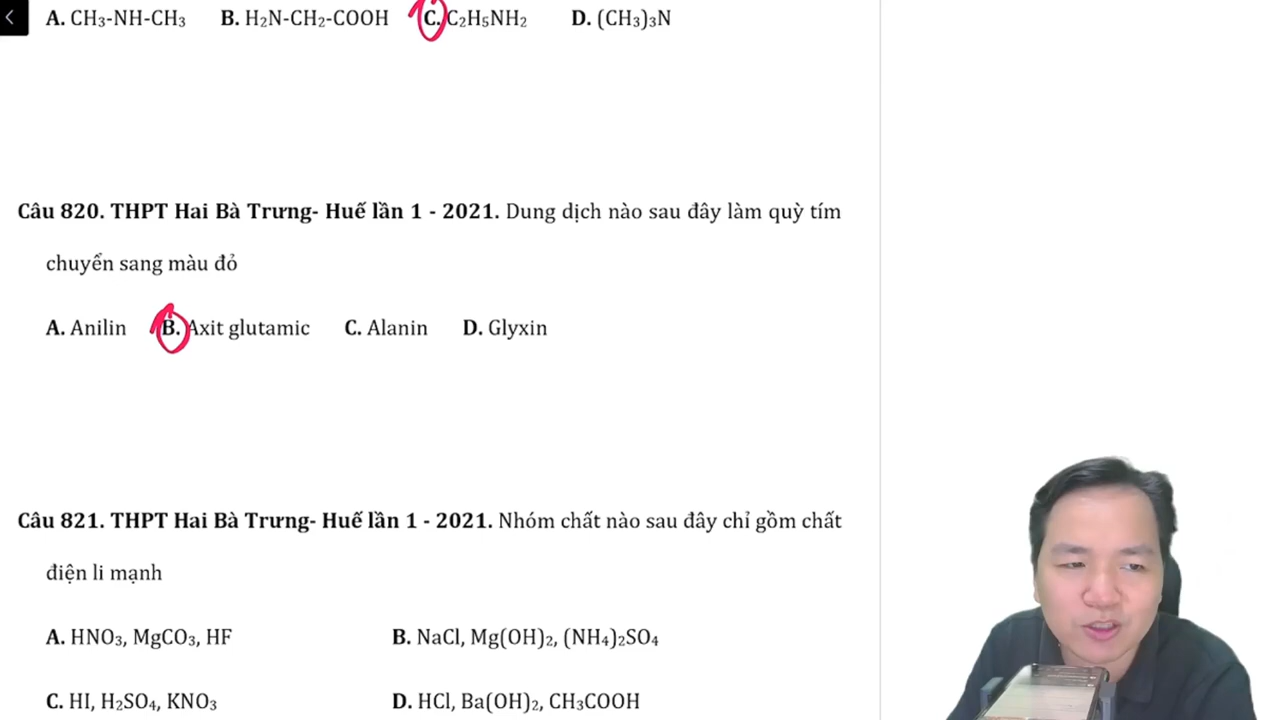 A. CH₃-NH-CH₃ B. H₂N-CH₂-COOH C. C₂H₅NH₂ D. (CH₃)₃N
Câu 820. THPT Hai Bà Trưng- Huế lần 1 - 2021. Dung dịch nào sau đây làm quỳ tím
chuyển sang màu đỏ
A. Anilin B. Axit glutamic C. Alanin D. Glyxin
Câu 821. THPT Hai Bà Trưng- Huế lần 1 - 2021. Nhóm chất nào sau đây chỉ gồm chất
điện li mạnh
A. HNO₃, MgCO₃, HF B. NaCl, Mg(OH)₂, (NH₄)₂SO₄
C. HI, H₂SO₄, KNO₃ D. HCl, Ba(OH)₂, CH₃COOH